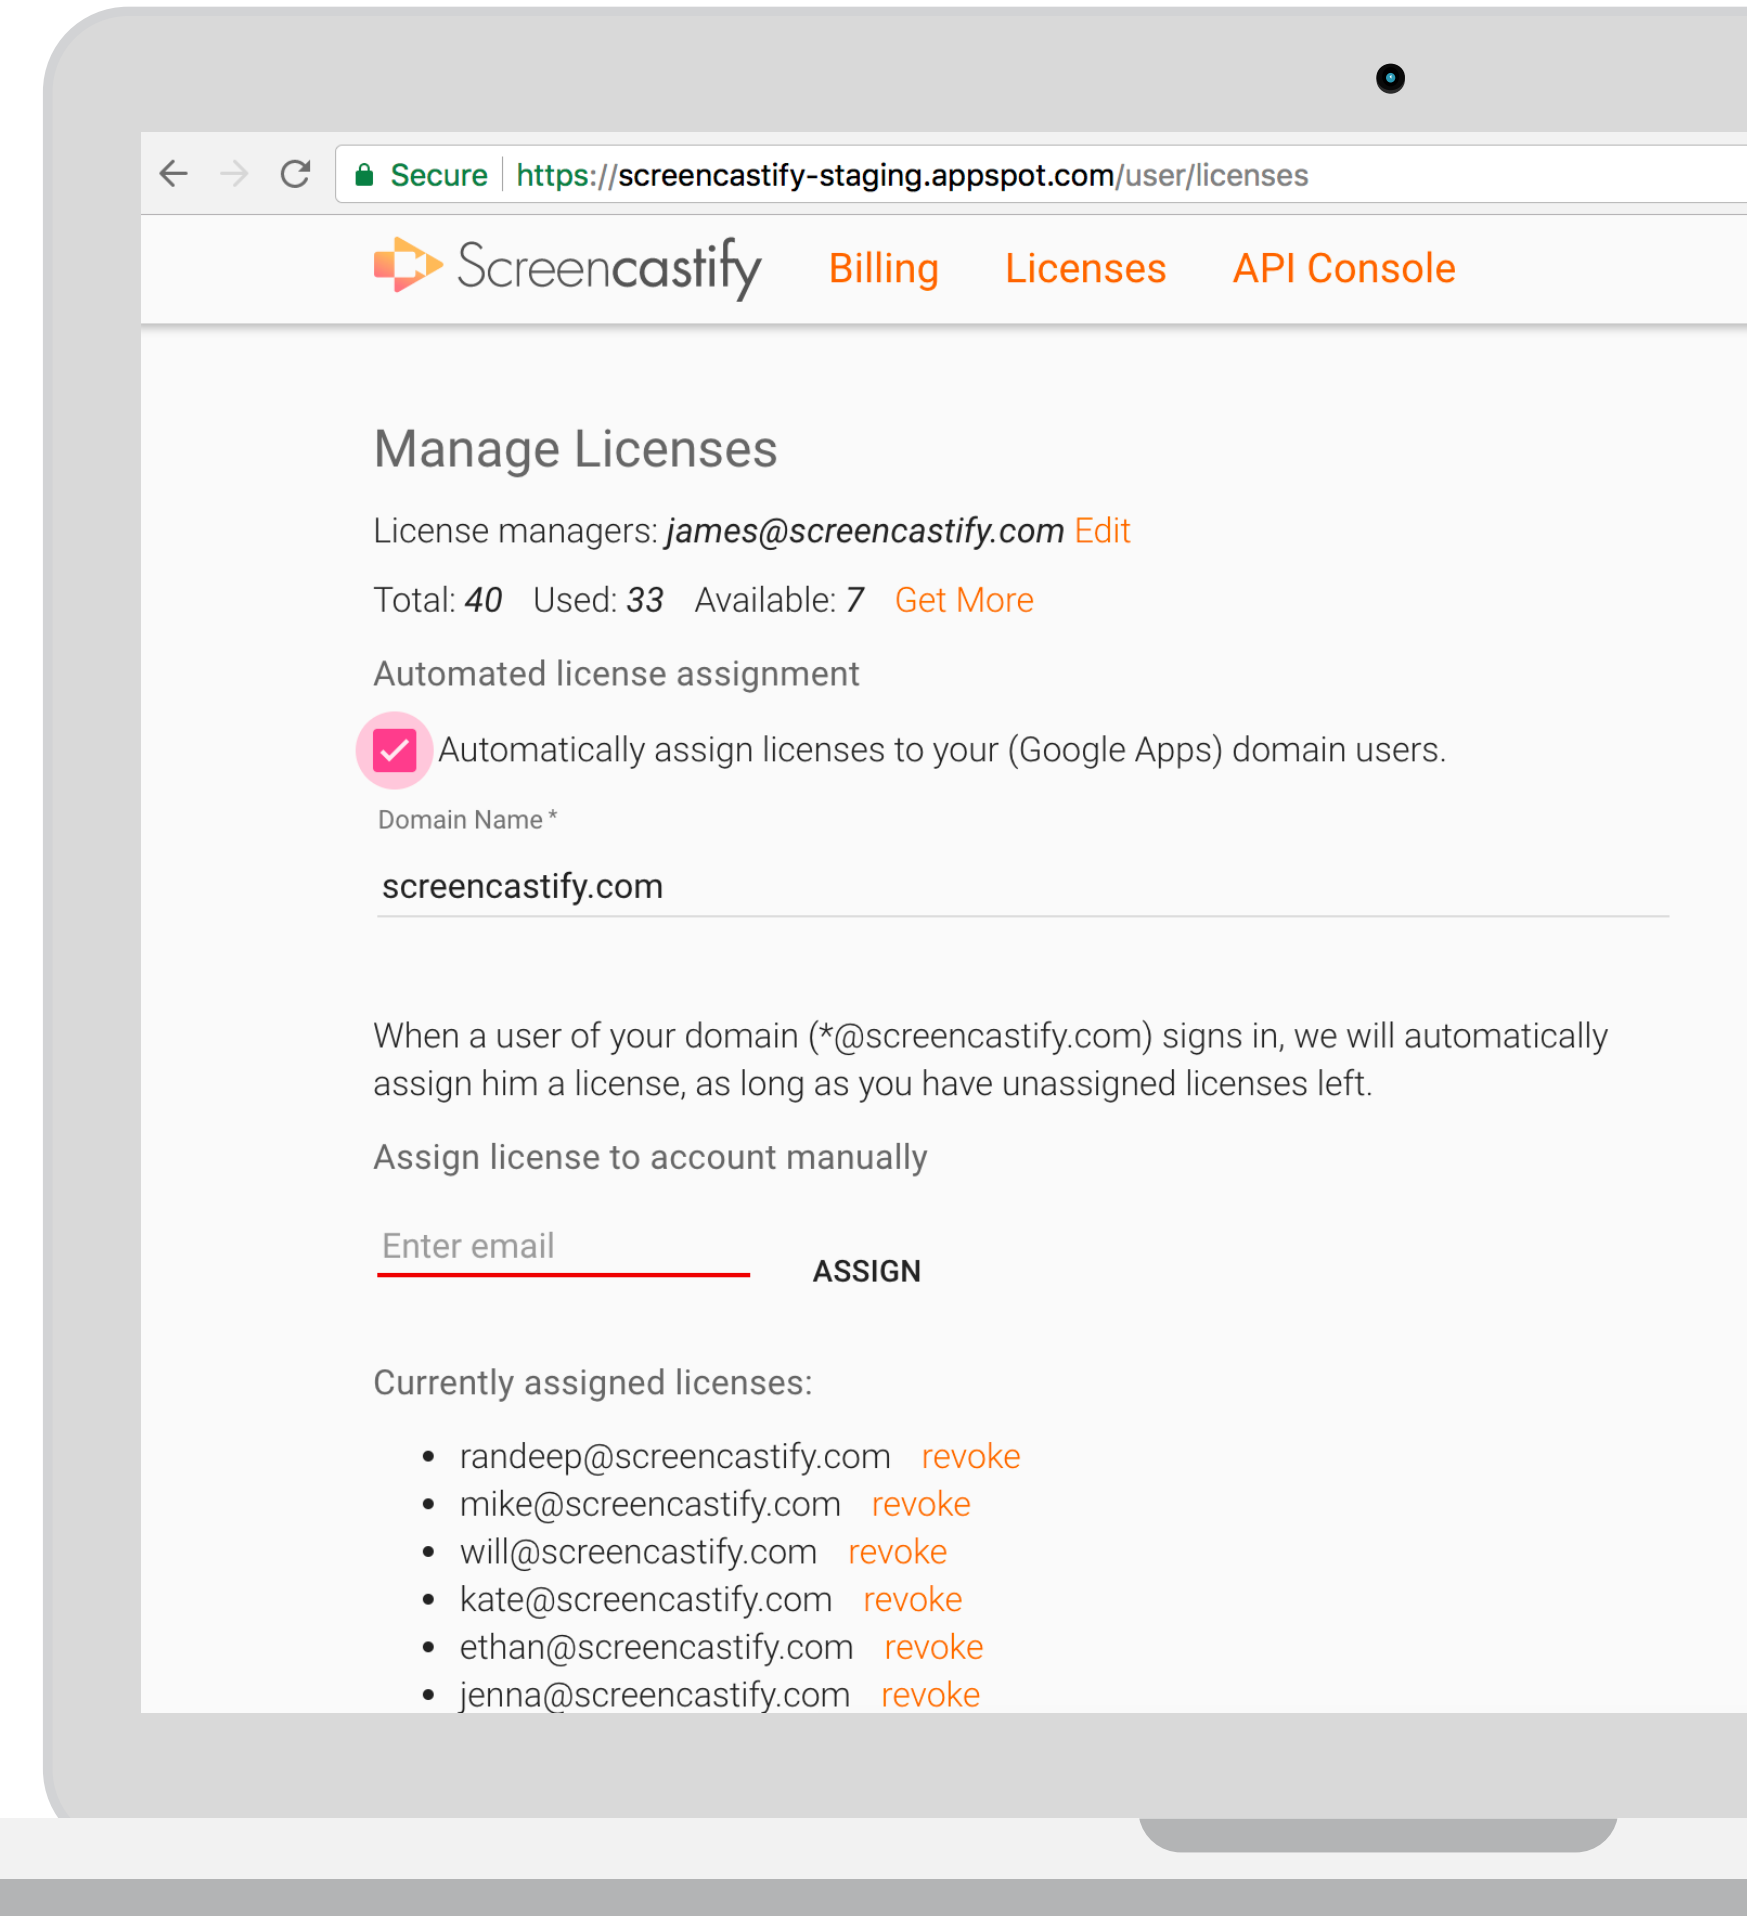 Secure https://screencastify-staging.appspot.com/user/licenses
Screencastify Billing Licenses API Console
Manage Licenses
License managers: james@screencastify.com Edit
Total: 40 Used: 33 Available: 7 Get More
Automated license assignment
Automatically assign licenses to your (Google Apps) domain users.
Domain Name *
screencastify.com
When a user of your domain (*@screencastify.com) signs in, we will automatically
assign him a license, as long as you have unassigned licenses left.
Assign license to account manually
Enter email
ASSIGN
Currently assigned licenses:
• randeep@screencastify.com revoke
• mike@screencastify.com revoke
• will@screencastify.com revoke
• kate@screencastify.com revoke
• ethan@screencastify.com revoke
• jenna@screencastify.com revoke